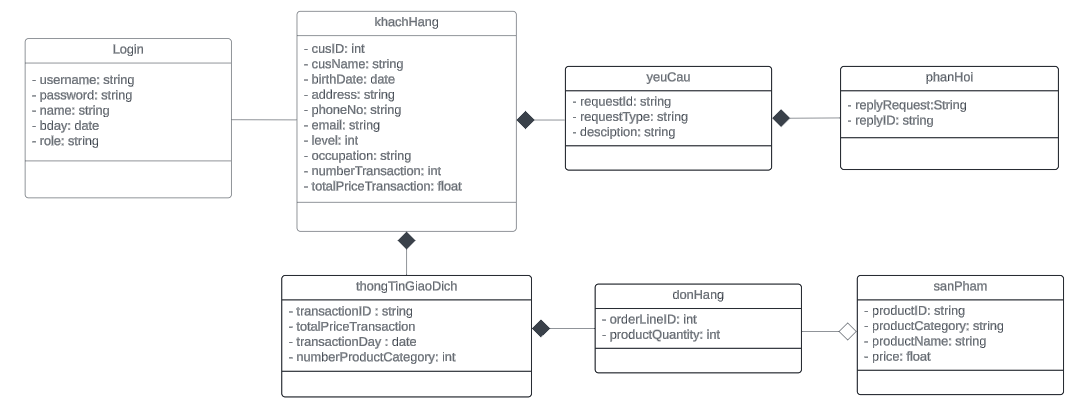 Login
- username: string
- password: string
- name: string
- bday: date
- role: string
khachHang
- cusID: int
- cusName: string
- birthDate: date
- address: string
- phoneNo: string
- email: string
- level: int
- occupation: string
- numberTransaction: int
- totalPriceTransaction: float
yeuCau
- requestId: string
- requestType: string
- desciption: string
phanHoi
- replyRequest:String
- replyID: string
thongTinGiaoDich
- transactionID : string
- totalPriceTransaction
- transactionDay : date
- numberProductCategory: int
donHang
- orderLineID: int
- productQuantity: int
sanPham
- productID: string
- productCategory: string
- productName: string
- price: float